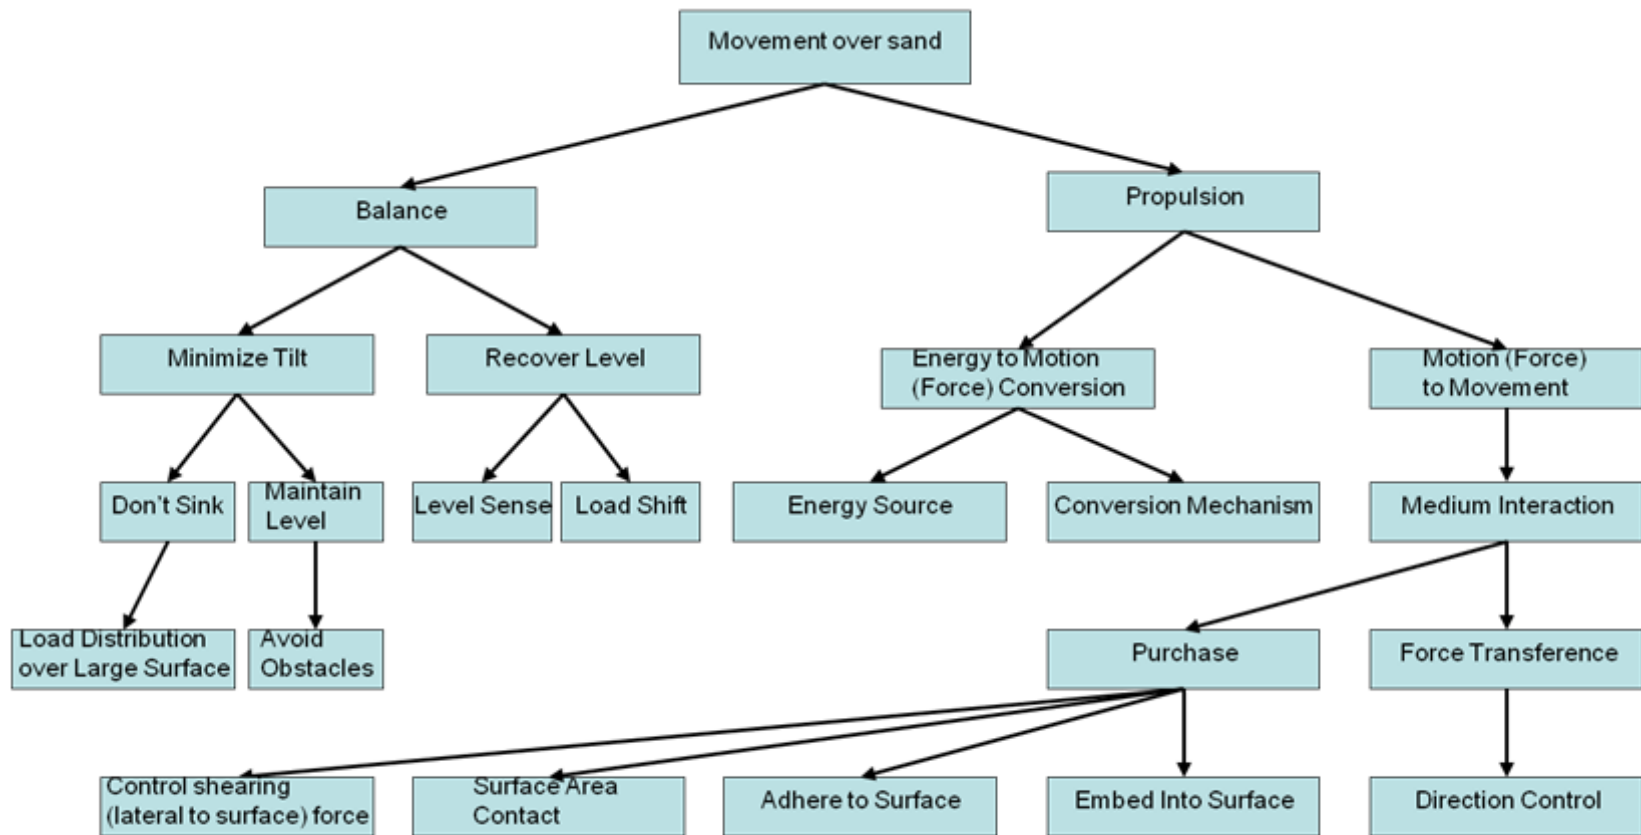 Movement over sand
Balance
Propulsion
Minimize Tilt
Recover Level
Energy to Motion
(Force) Conversion
Motion (Force)
to Movement
Don't Sink
Maintain
Level
Level Sense
Load Shift
Energy Source
Conversion Mechanism
Medium Interaction
Load Distribution
over Large Surface
Avoid
Obstacles
Purchase
Force Transference
Control shearing
(lateral to surface) force
Surface Area
Contact
Adhere to Surface
Embed Into Surface
Direction Control